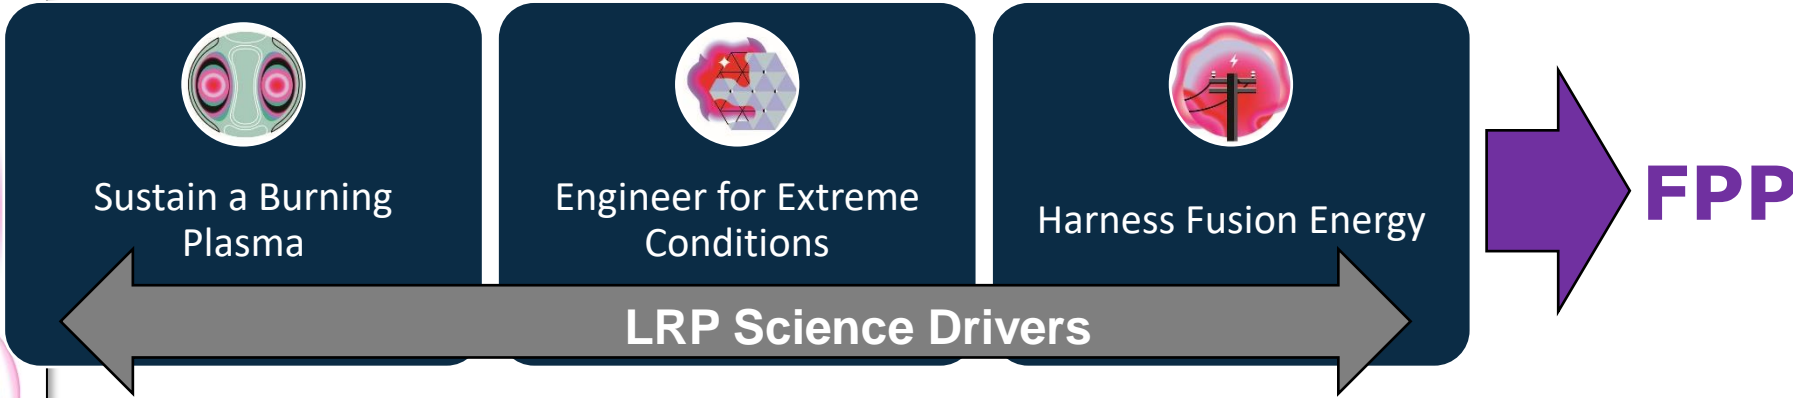 Sustain a Burning
Plasma
Engineer for Extreme
Conditions
Harness Fusion Energy
LRP Science Drivers
FPP